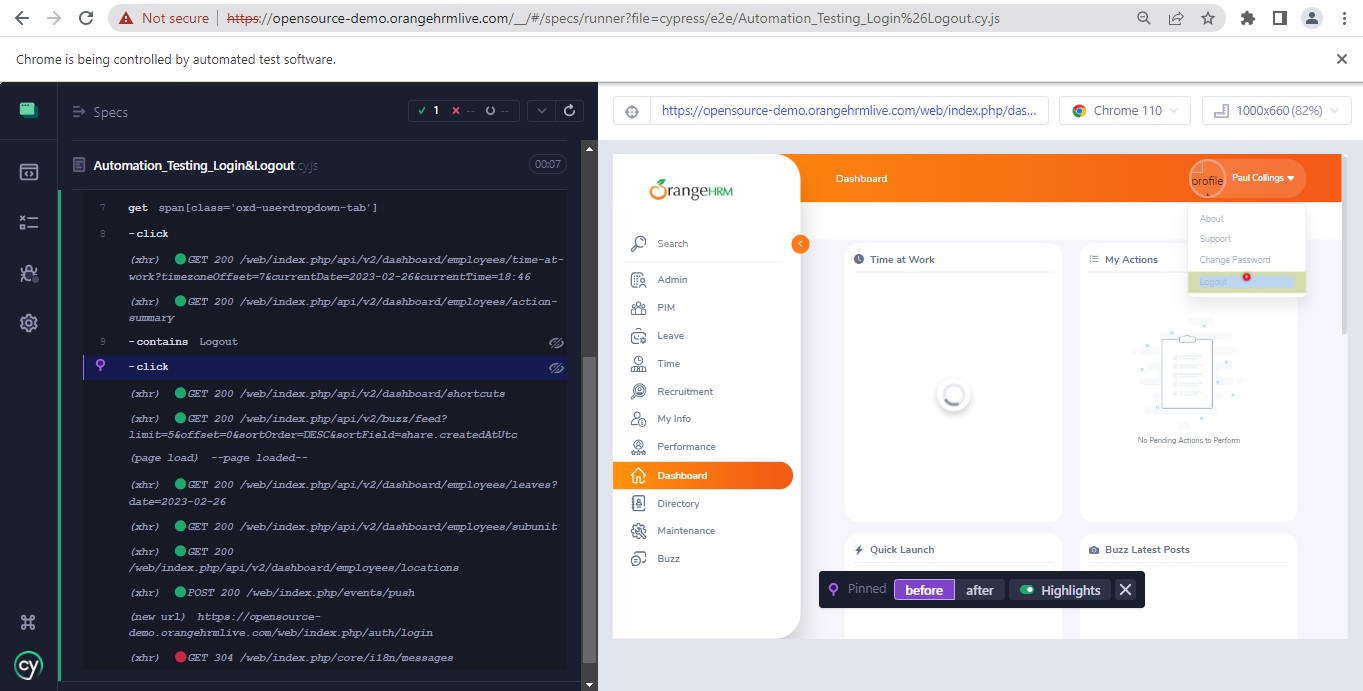 Not secure
https://opensource-demo.orangehrmlive.com/__/#/specs/runner?file=cypress/e2e/Automation_Testing_Login%26Logout.cy.js
Chrome is being controlled by automated test software.
Specs
1
--
--
Automation_Testing_Login&Logout.cy.js
00:07
7 get span[class='oxd-userdropdown-tab']
8 -click
(xhr) GET 200 /web/index.php/api/v2/dashboard/employees/time-at-
work?timezoneOffset=7&currentDate=2023-02-26&currentTime=18:46
(xhr) GET 200 /web/index.php/api/v2/dashboard/employees/action-
summary
9 -contains Logout
-click
(xhr) GET 200 /web/index.php/api/v2/dashboard/shortcuts
(xhr) GET 200 /web/index.php/api/v2/buzz/feed?
limit=5&offset=0&sortOrder=DESC&sortField=share.createdAtUtc
(page load) --page loaded--
(xhr) GET 200 /web/index.php/api/v2/dashboard/employees/leaves?
date=2023-02-26
(xhr) GET 200 /web/index.php/api/v2/dashboard/employees/subunit
(xhr) GET 200
/web/index.php/api/v2/dashboard/employees/locations
(xhr) POST 200 /web/index.php/events/push
(new url) https://opensource-
demo.orangehrmlive.com/web/index.php/auth/login
(xhr) GET 304 /web/index.php/core/i18n/messages
cy
https://opensource-demo.orangehrmlive.com/web/index.php/das...
Chrome 110
1000x660 (82%)
OrangeHRM
Search
Admin
PIM
Leave
Time
Recruitment
My Info
Performance
Dashboard
Directory
Maintenance
Buzz
Dashboard
profile
Paul Collings
About
Support
Change Password
Logout
Time at Work
My Actions
No Pending Actions to Perform
Quick Launch
Buzz Latest Posts
Pinned
before
after
Highlights